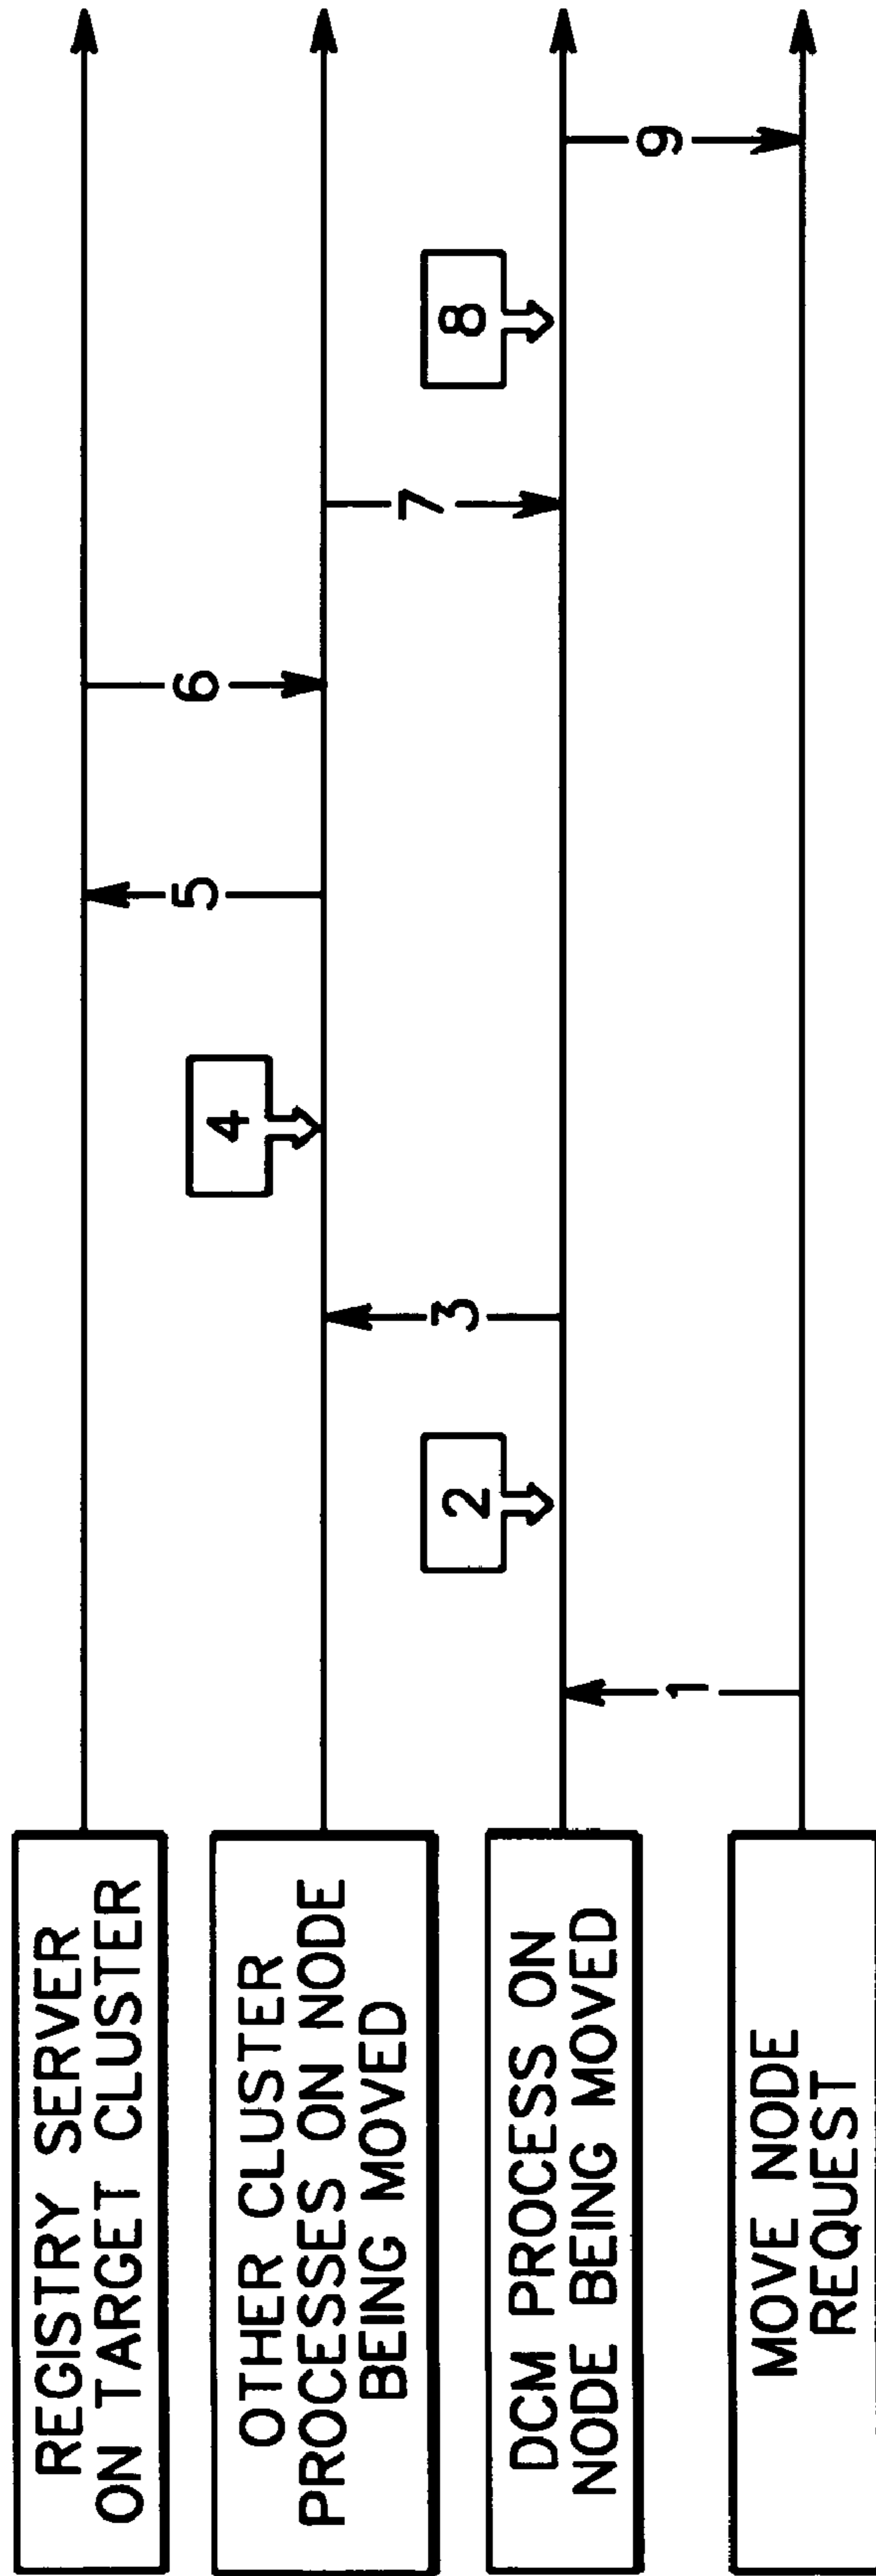 REGISTRY SERVER
ON TARGET CLUSTER
OTHER CLUSTER
PROCESSES ON NODE
BEING MOVED
DCM PROCESS ON
NODE BEING MOVED
MOVE NODE
REQUEST
1
2
3
4
5
6
7
8
9